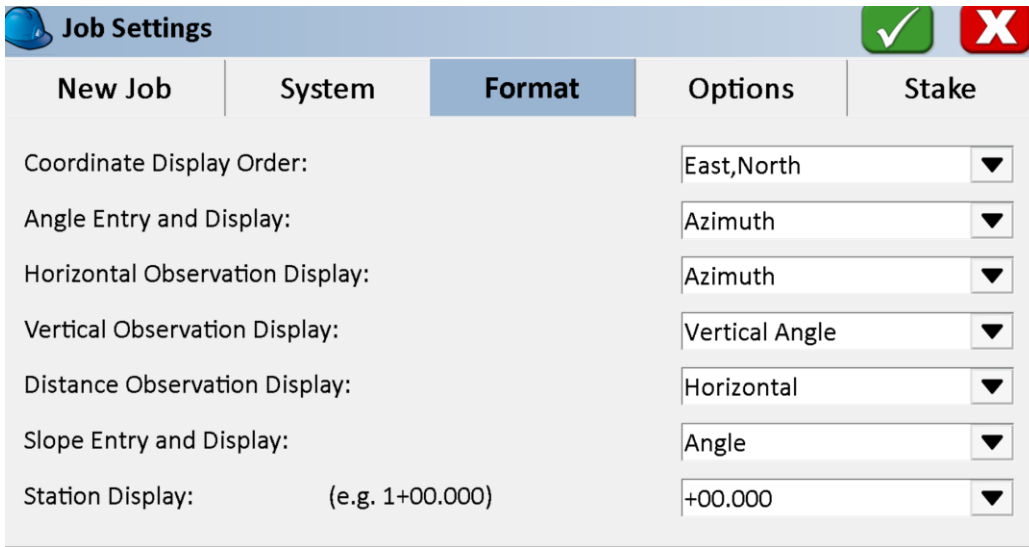 Job Settings
New Job System Format Options Stake
Coordinate Display Order: East,North
Angle Entry and Display: Azimuth
Horizontal Observation Display: Azimuth
Vertical Observation Display: Vertical Angle
Distance Observation Display: Horizontal
Slope Entry and Display: Angle
Station Display: (e.g. 1+00.000) +00.000